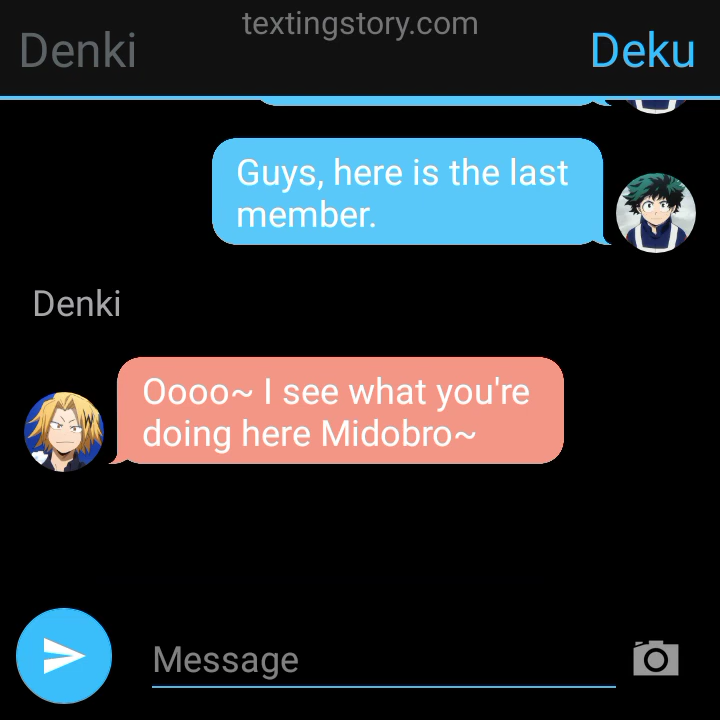 textingstory.com
Denki
Deku
Guys, here is the last
member.
Denki
Oooo~ I see what you're
doing here Midobro~
Message